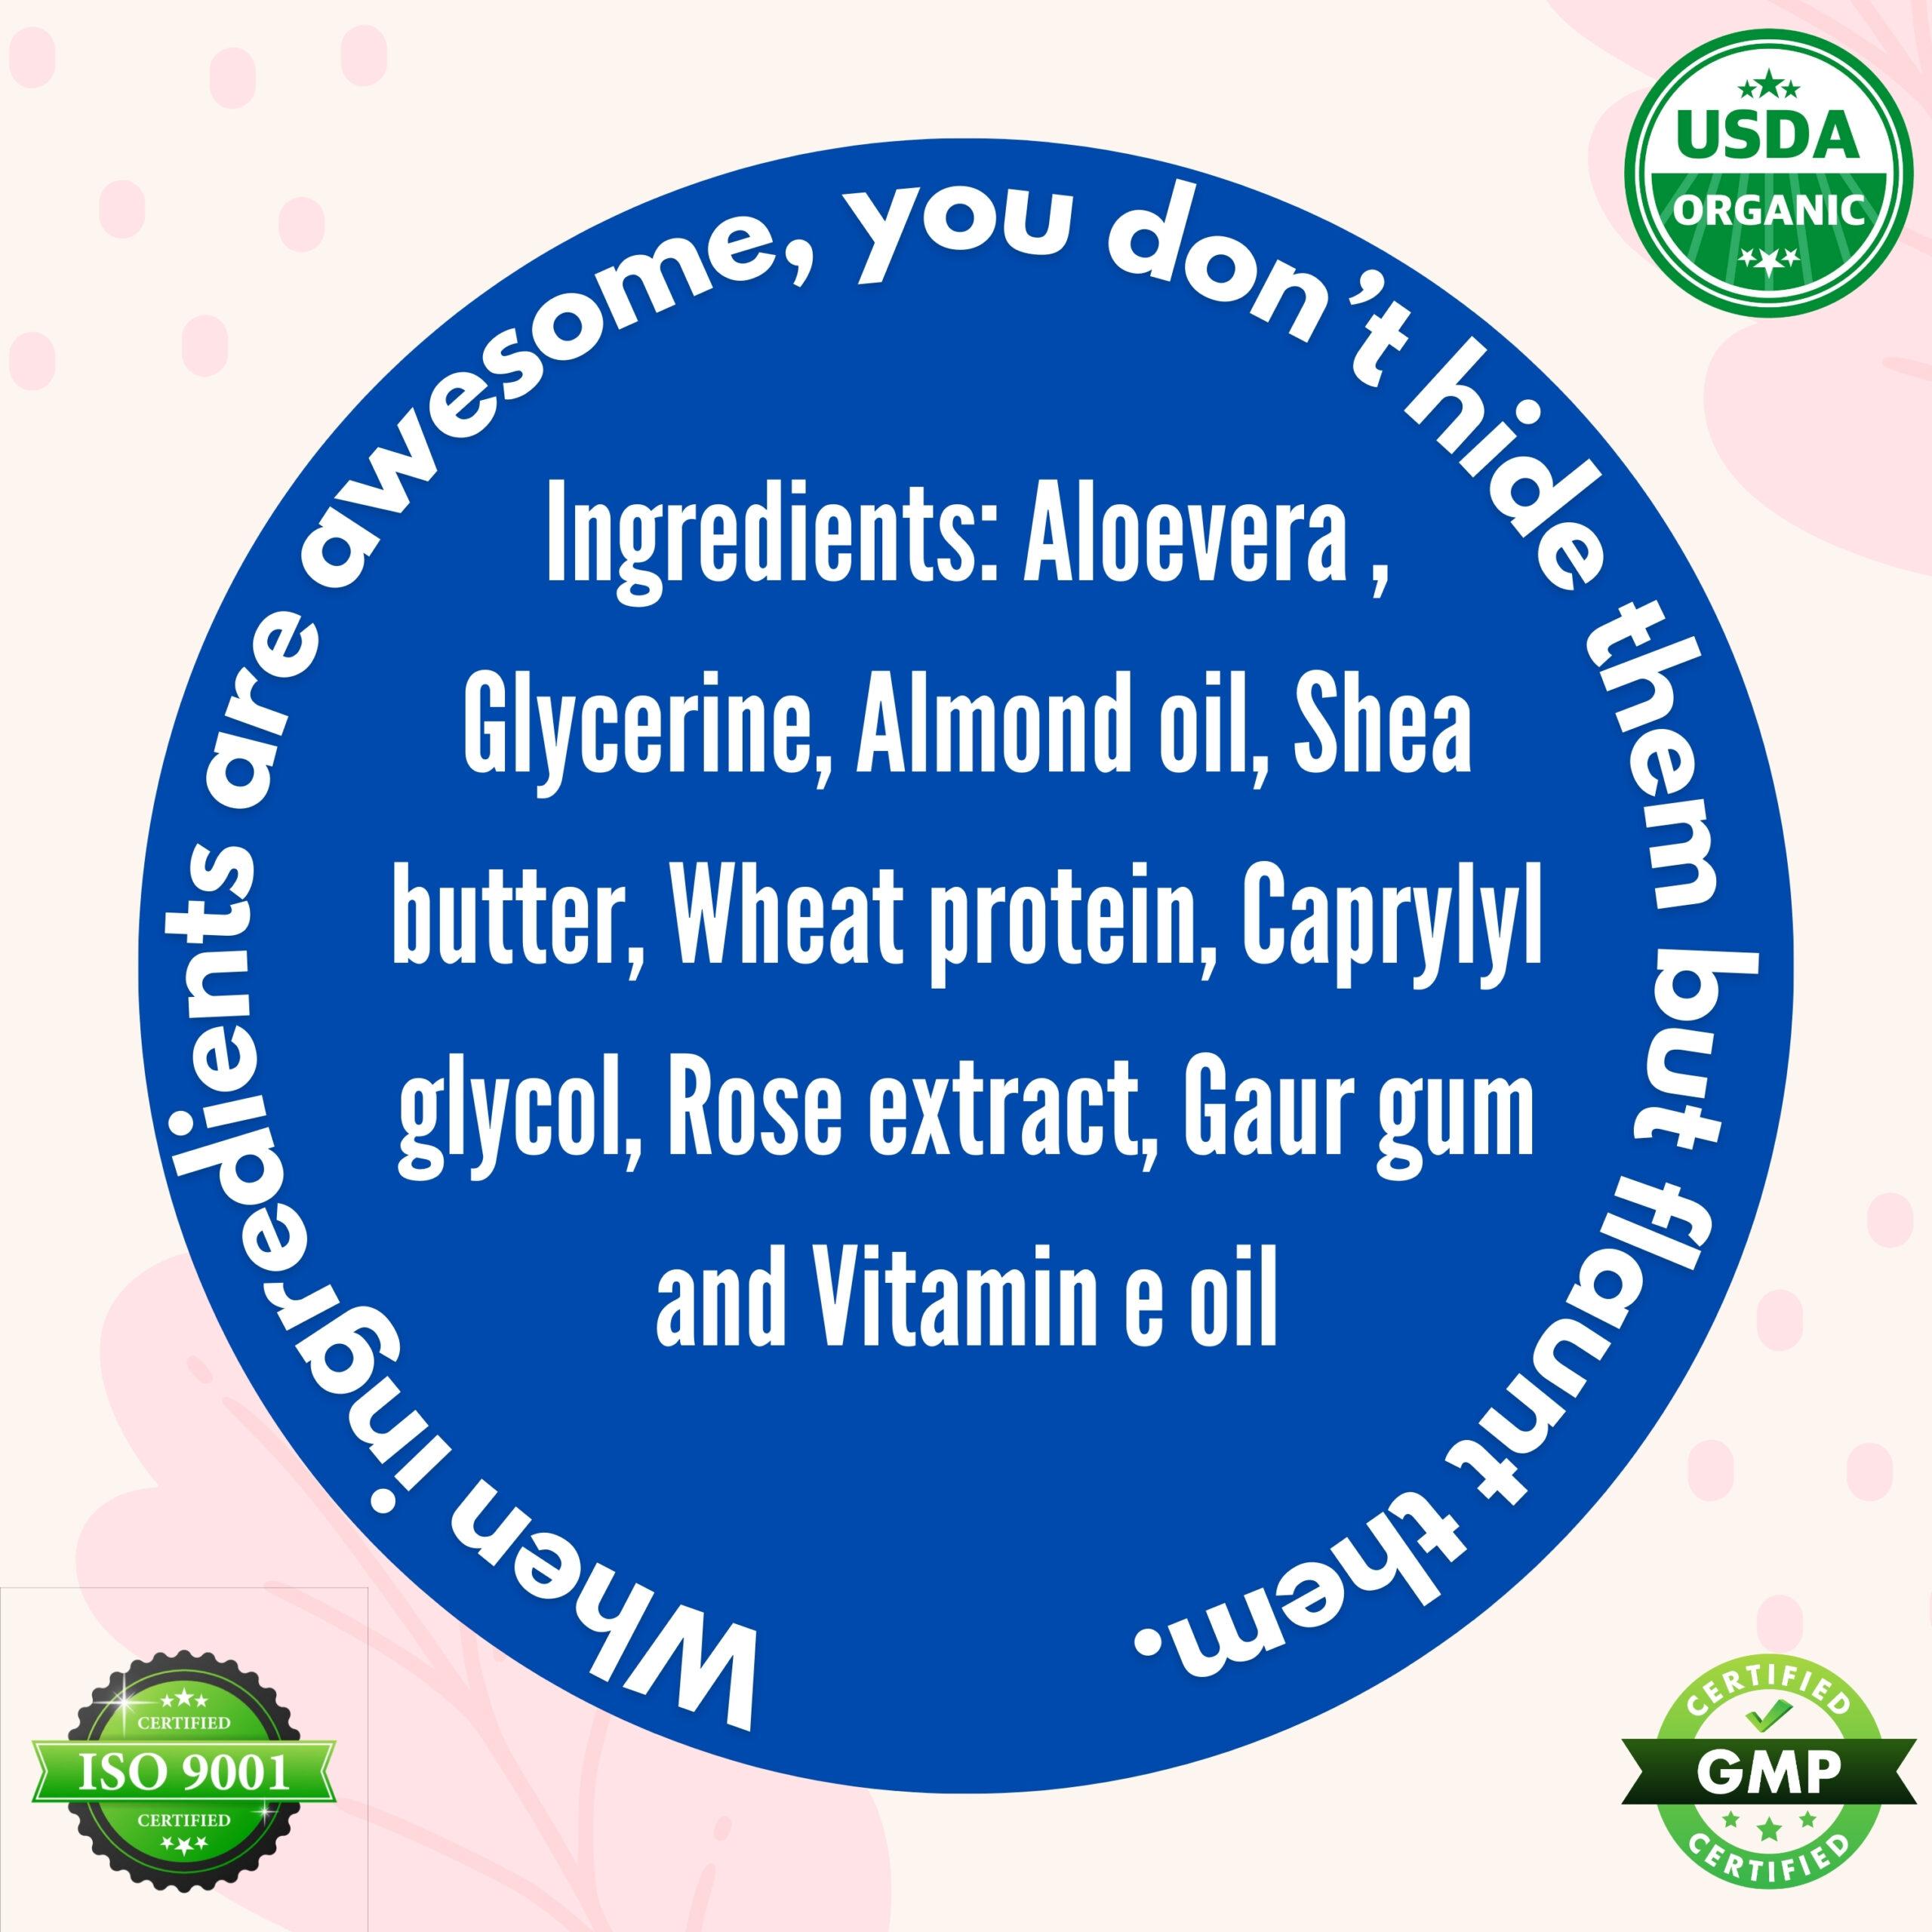 When ingredients are awesome, you don't hide them but flaunt them.
Ingredients: Aloevera ,
Glycerine, Almond oil, Shea
butter, Wheat protein, Caprylyl
glycol, Rose extract, Gaur gum
and Vitamin e oil
USDA
ORGANIC
CERTIFIED
ISO 9001
CERTIFIED
CERTIFIED
GMP
CERTIFIED